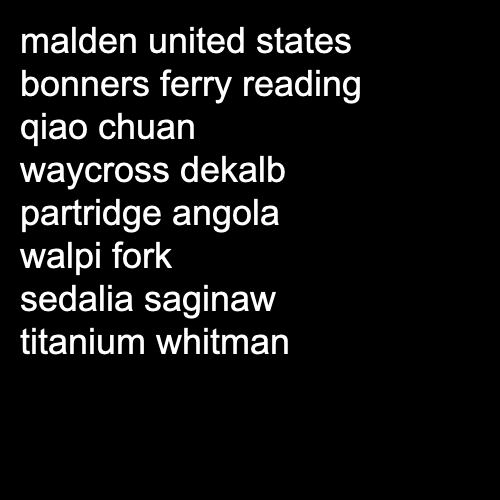 malden united states
bonners ferry reading
qiao chuan
waycross dekalb
partridge angola
walpi fork
sedalia saginaw
titanium whitman